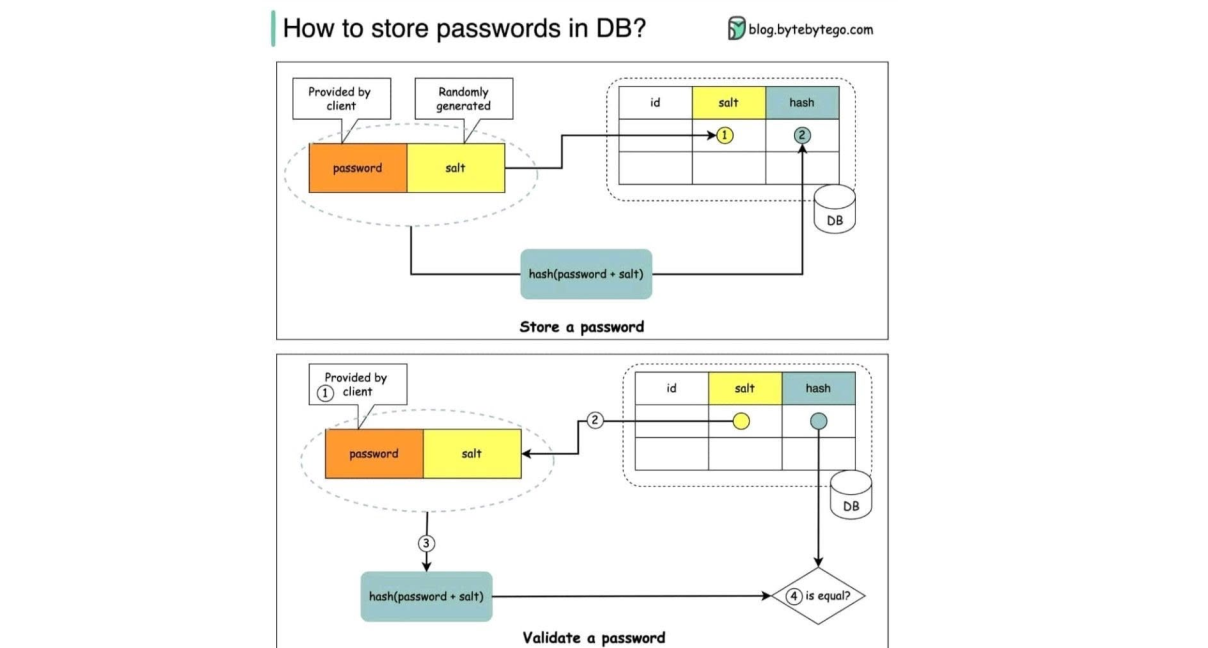 How to store passwords in DB?
blog.bytebytego.com
Provided by
client
Randomly
generated
password
salt
id
salt
hash
1
2
DB
hash(password + salt)
Store a password
Provided by
1 client
password
salt
id
salt
hash
2
DB
3
hash(password + salt)
4 is equal?
Validate a password